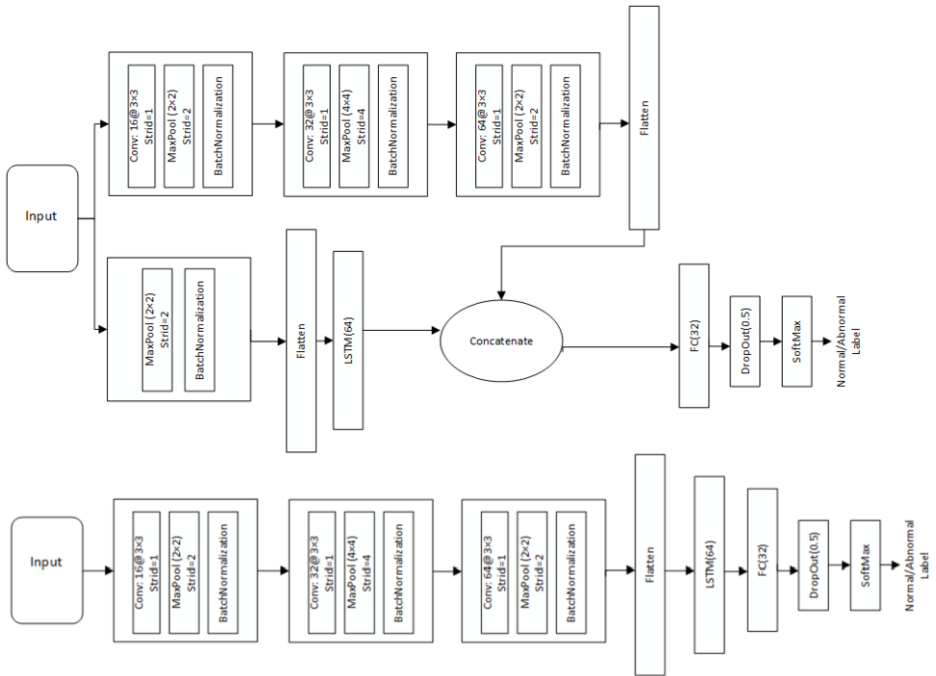 Input
Conv: 16@ 3×3
Strid=1
MaxPool (2×2)
Strid=2
BatchNormalization
Conv: 32@ 3×3
Strid=1
MaxPool (4×4)
Strid=4
BatchNormalization
Conv: 64@ 3×3
Strid=1
MaxPool (2×2)
Strid=2
BatchNormalization
Flatten
MaxPool (2×2)
Strid=2
BatchNormalization
Flatten
LSTM(64)
Concatenate
FC(32)
DropOut(0.5)
SoftMax
Normal/Abnormal
Label
Input
Conv: 16@ 3×3
Strid=1
MaxPool (2×2)
Strid=2
BatchNormalization
Conv: 32@ 3×3
Strid=1
MaxPool (4×4)
Strid=4
BatchNormalization
Conv: 64@ 3×3
Strid=1
MaxPool (2×2)
Strid=2
BatchNormalization
Flatten
LSTM(64)
FC(32)
DropOut(0.5)
SoftMax
Normal/Abnormal
Label